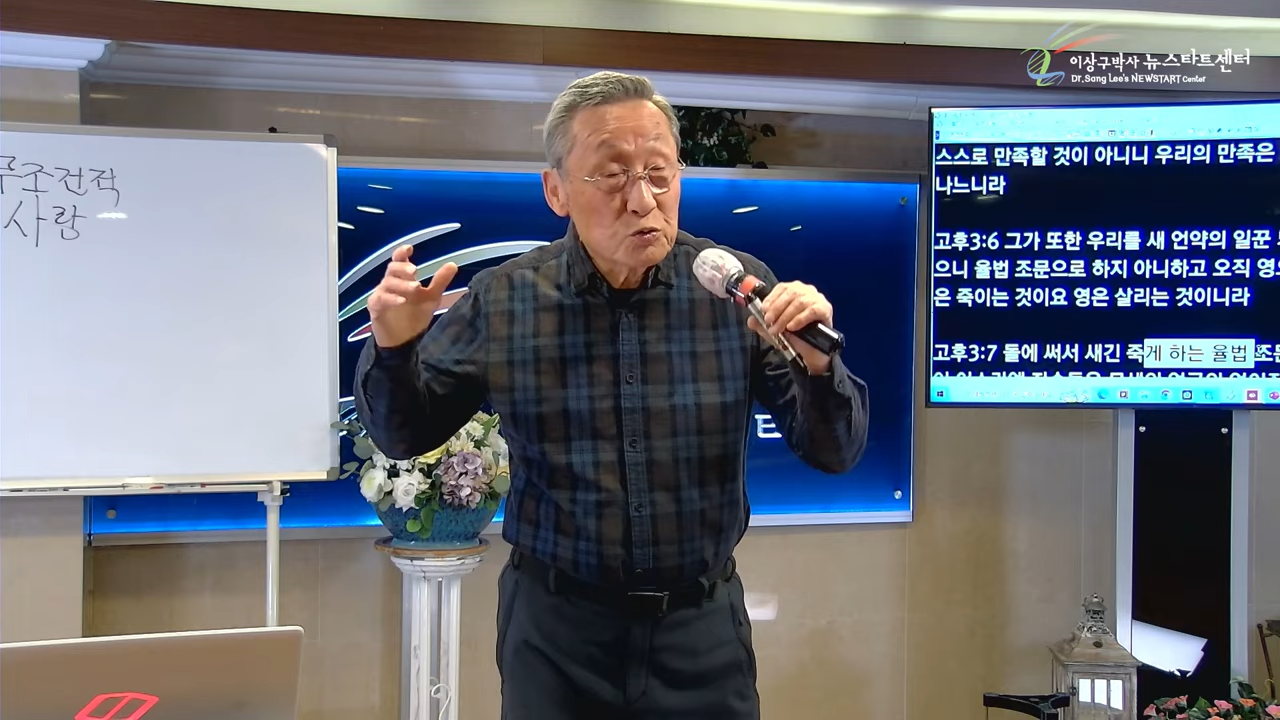 이상구박사 뉴스타트센터
Dr.Sang Lee's NEWSTART Center
무조건적
사랑
스스로 만족할 것이 아니니 우리의 만족은
나느니라
고후3:6 그가 또한 우리를 새 언약의 일꾼
으니 율법 조문으로 하지 아니하고 오직
은 죽이는 것이요 영은 살리는 것이니라
고후3:7 돌에 써서 새긴 죽게 하는 율법
터